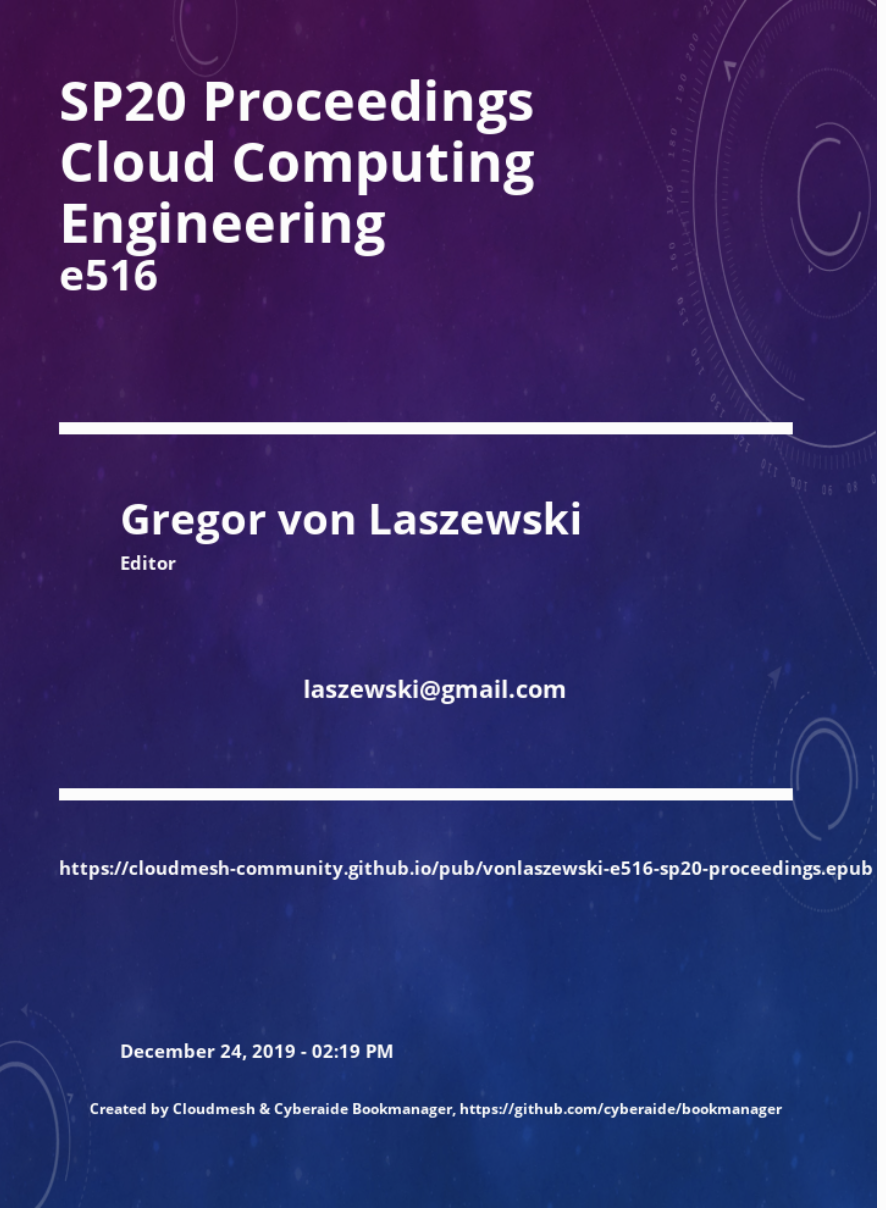 SP20 Proceedings
Cloud Computing
Engineering
e516
Gregor von Laszewski
Editor
laszewski@gmail.com
https://cloudmesh-community.github.io/pub/vonlaszewski-e516-sp20-proceedings.epub
December 24, 2019 - 02:19 PM
Created by Cloudmesh & Cyberaide Bookmanager, https://github.com/cyberaide/bookmanager